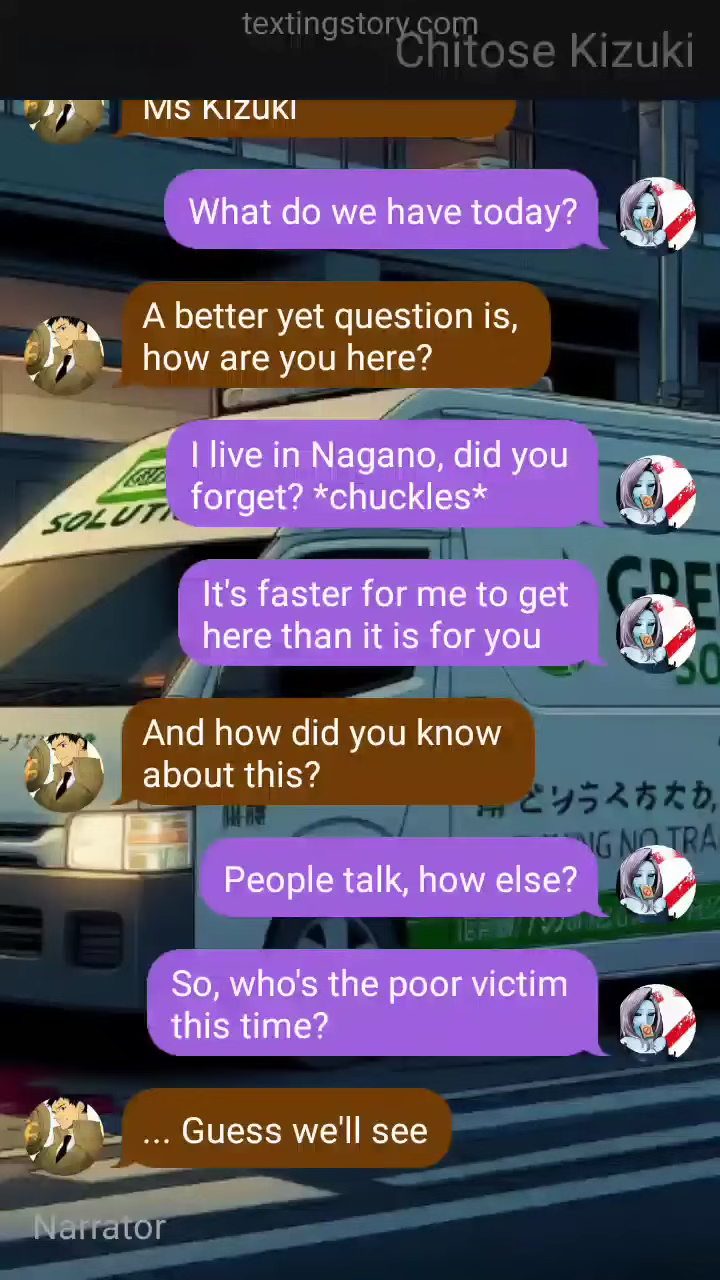 textingstory.com
Chitose Kizuki
Ms Kizuki
What do we have today?
A better yet question is,
how are you here?
I live in Nagano, did you
forget? *chuckles*
It's faster for me to get
here than it is for you
And how did you know
about this?
People talk, how else?
So, who's the poor victim
this time?
... Guess we'll see
Narrator